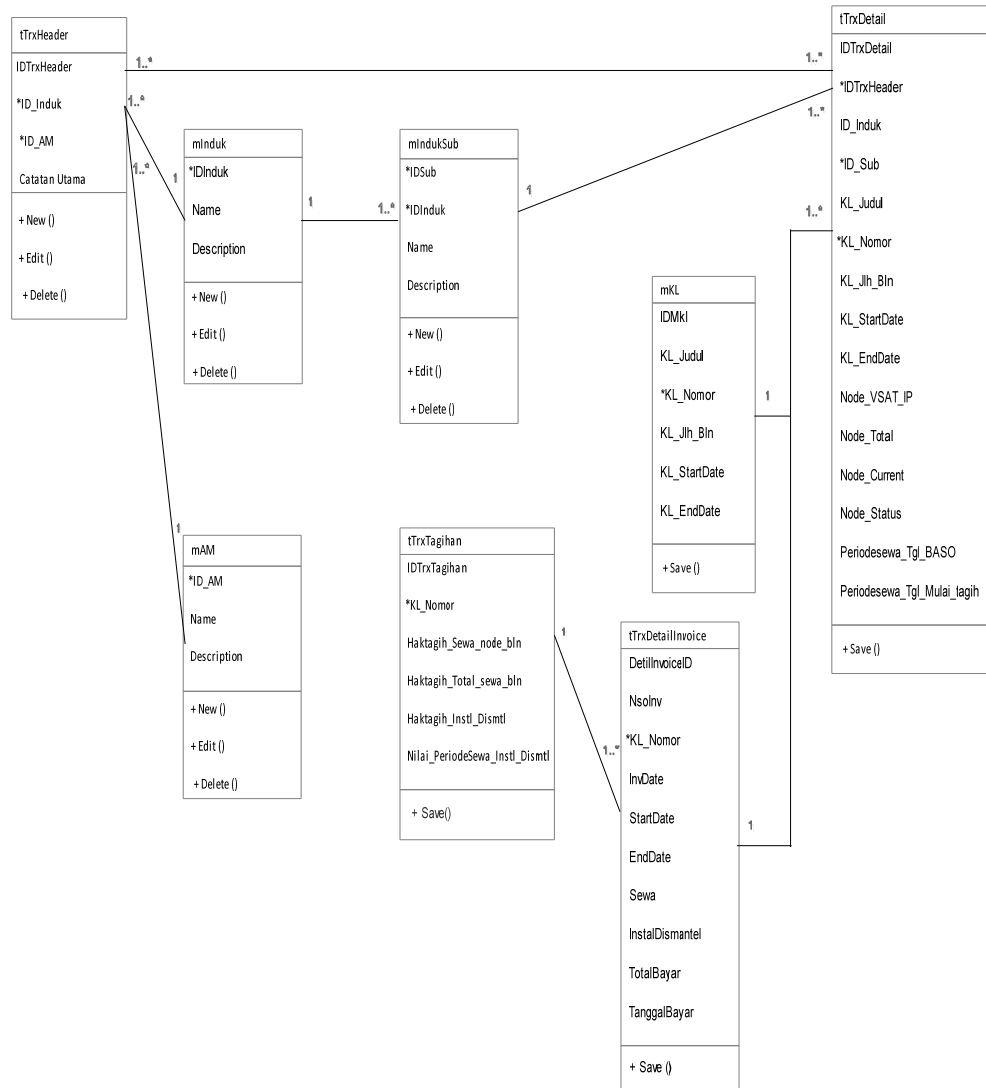 tTrxHeader
IDTrxHeader
*ID_Induk
*ID_AM
Catatan Utama
+ New ()
+ Edit ()
+ Delete ()
1..*
1..*
1..*
1
mInduk
*IDInduk
Name
Description
+ New ()
+ Edit ()
+ Delete ()
1
1..*
mIndukSub
*IDSub
*IDInduk
Name
Description
+ New ()
+ Edit ()
+ Delete ()
1
1..*
1..*
1..*
tTrxDetail
IDTrxDetail
*IDTrxHeader
ID_Induk
*ID_Sub
KL_Judul
*KL_Nomor
KL_Jlh_Bln
KL_StartDate
KL_EndDate
Node_VSAT_IP
Node_Total
Node_Current
Node_Status
Periodesewa_Tgl_BASO
Periodesewa_Tgl_Mulai_tagih
+ Save ()
mKL
IDMkl
KL_Judul
*KL_Nomor
KL_Jlh_Bln
KL_StartDate
KL_EndDate
+ Save ()
1
1
mAM
*ID_AM
Name
Description
+ New ()
+ Edit ()
+ Delete ()
tTrxTagihan
IDTrxTagihan
*KL_Nomor
Haktagih_Sewa_node_bln
Haktagih_Total_sewa_bln
Haktagih_Instl_Dismtl
Nilai_PeriodeSewa_Instl_Dismtl
+ Save()
1
1..*
tTrxDetailInvoice
DetilInvoiceID
NsoInv
*KL_Nomor
InvDate
StartDate
EndDate
Sewa
InstalDismantel
TotalBayar
TanggalBayar
+ Save ()
1